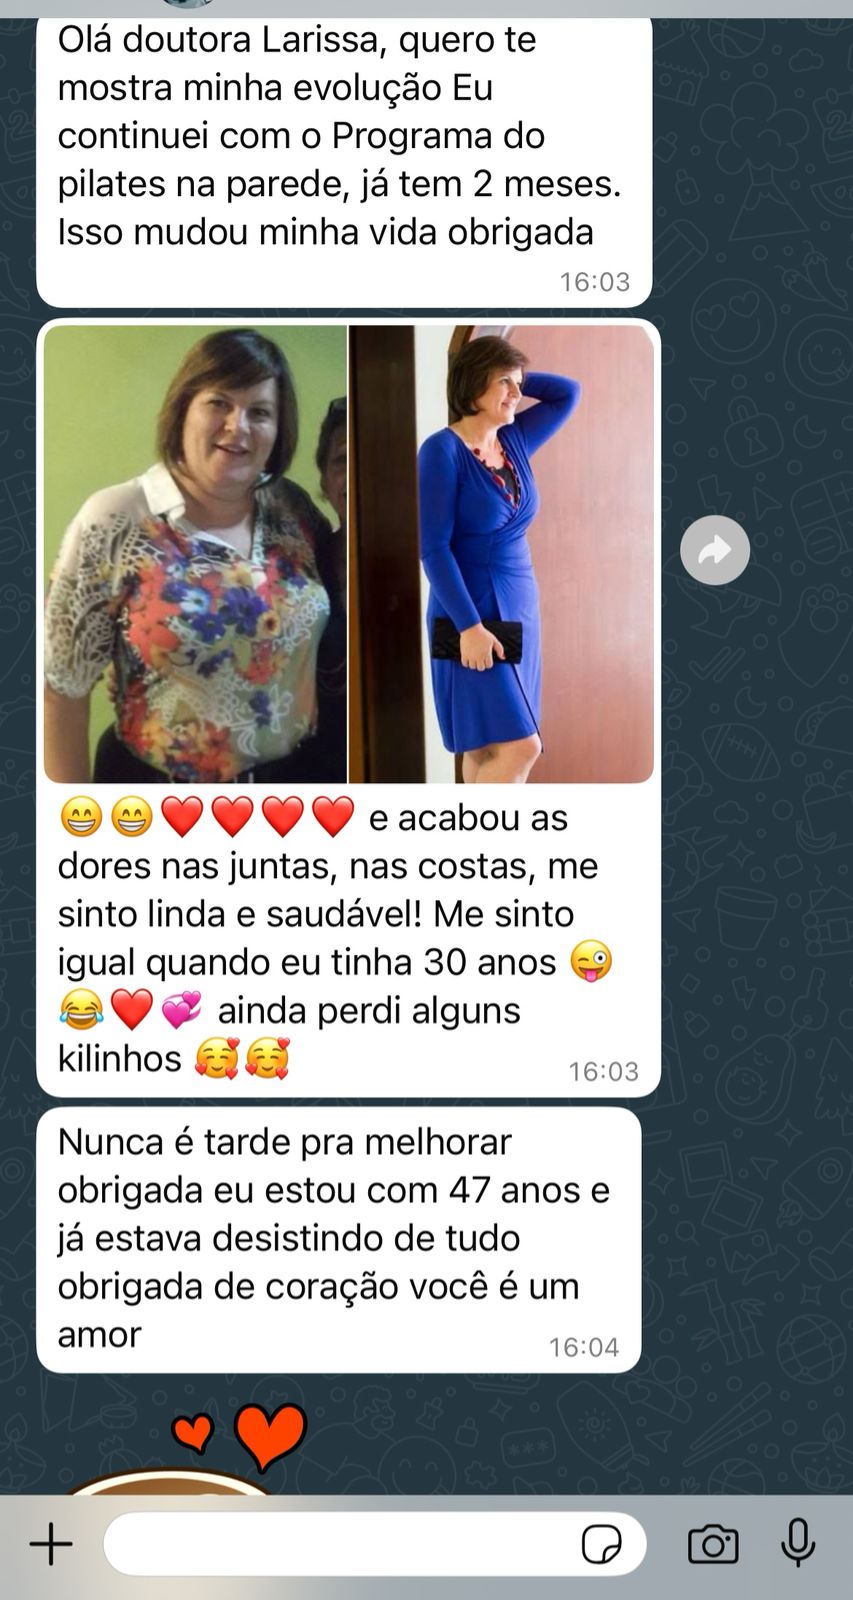 Olá doutora Larissa, quero te
mostra minha evolução Eu
continuei com o Programa do
pilates na parede, já tem 2 meses.
Isso mudou minha vida obrigada
16:03
😁😁❤️❤️❤️❤️ e acabou as
dores nas juntas, nas costas, me
sinto linda e saudável! Me sinto
igual quando eu tinha 30 anos 😜
😂❤️💞 ainda perdi alguns
kilinhos 🥰🥰
16:03
Nunca é tarde pra melhorar
obrigada eu estou com 47 anos e
já estava desistindo de tudo
obrigada de coração você é um
amor
16:04